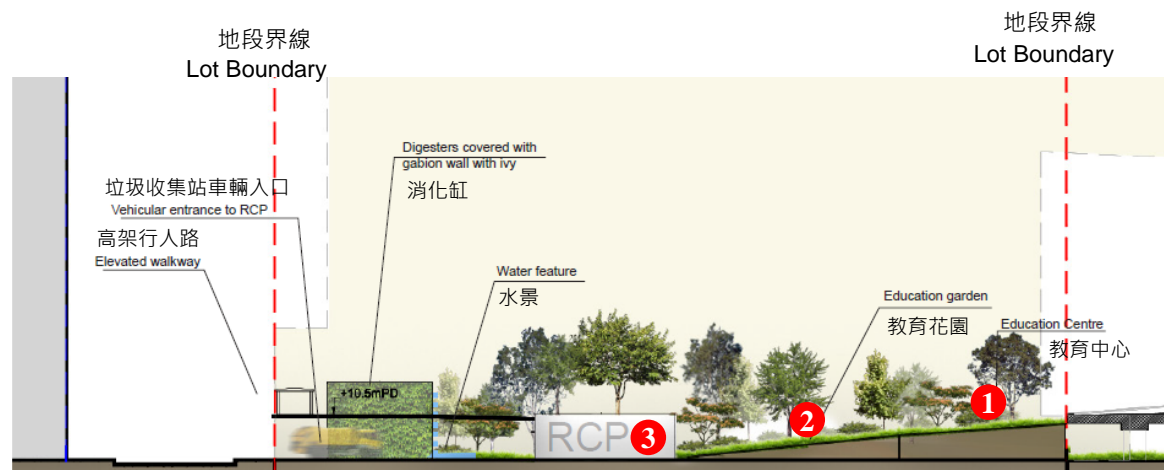 地段界線
Lot Boundary
地段界線
Lot Boundary
Digesters covered with
gabion wall with ivy
消化缸
垃圾收集站車輛入口
Vehicular entrance to RCP
高架行人路
Elevated walkway
Water feature
水景
Education garden
教育花園
Education Centre
教育中心
+10.5mPD
1
2
RCP 3